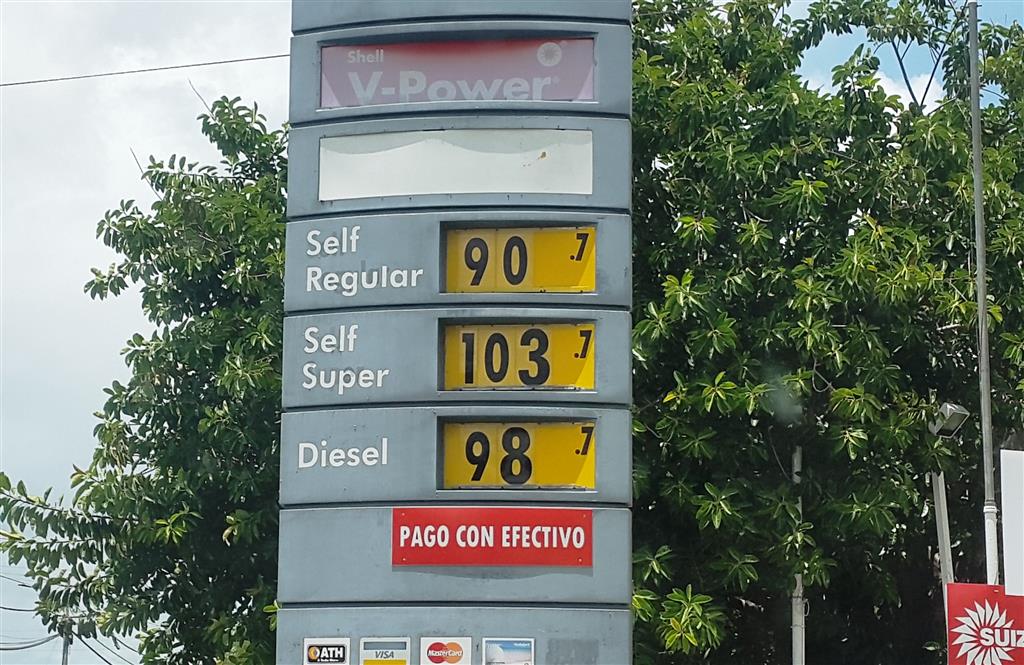 Shell
V-Power
Self
Regular
90.7
Self
Super
103.7
Diesel
98.7
PAGO CON EFECTIVO
ATH
VISA
MasterCard